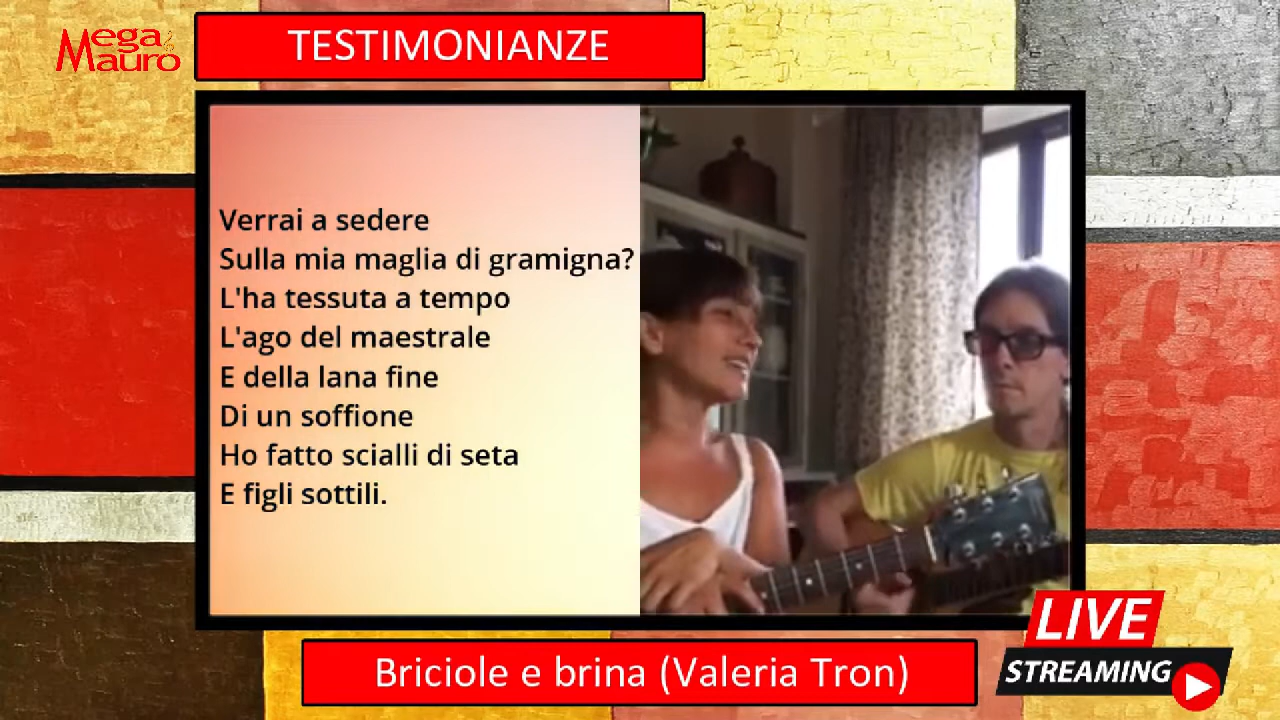 Mega
Mauro
TESTIMONIANZE
Verrai a sedere
Sulla mia maglia di gramigna?
L'ha tessuta a tempo
L'ago del maestrale
E della lana fine
Di un soffione
Ho fatto scialli di seta
E figli sottili.
LIVE
STREAMING
Briciole e brina (Valeria Tron)